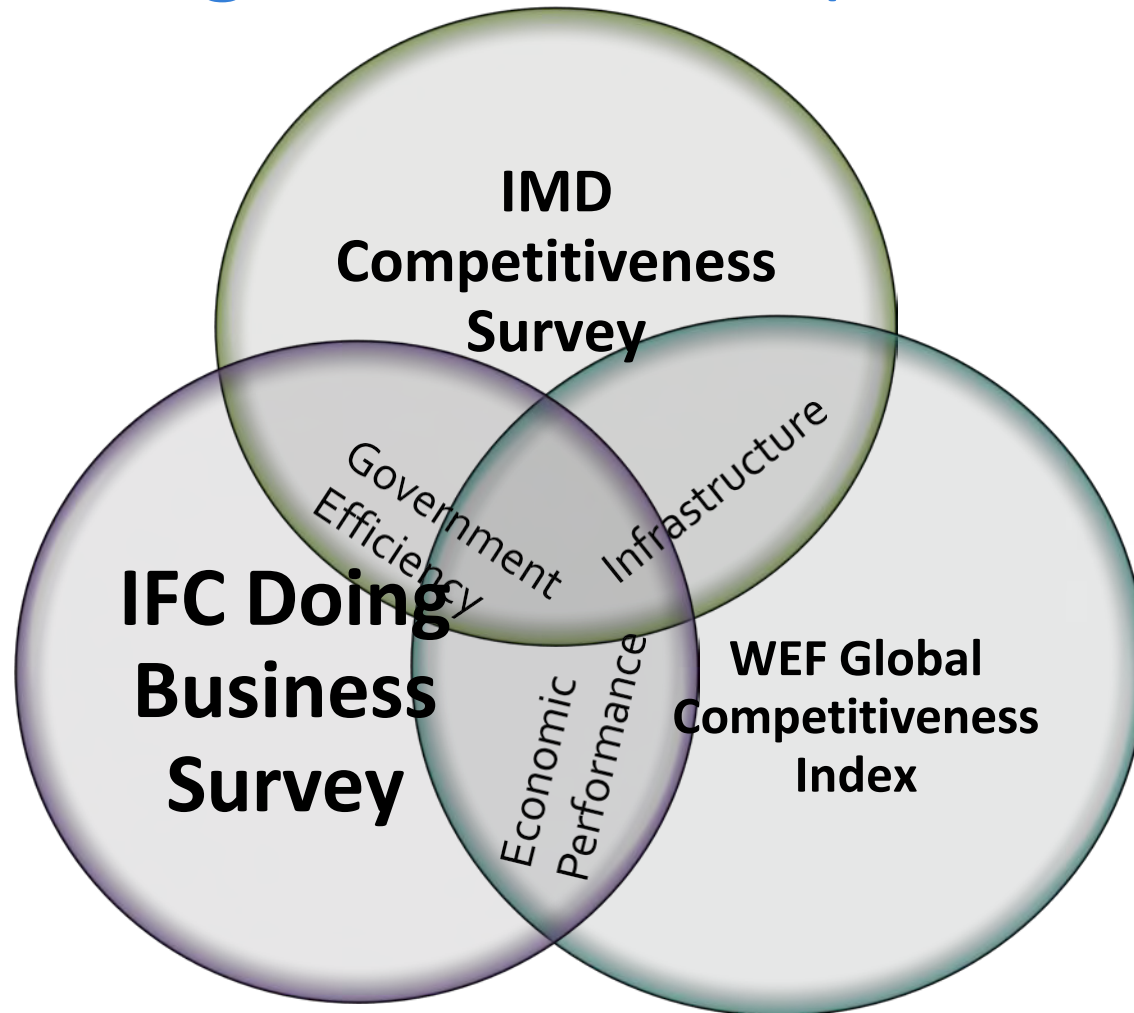 IMD
Competitiveness
Survey
Government
Efficiency
Infrastructure
IFC Doing
Business
Survey
Economic
Performance
WEF Global
Competitiveness
Index